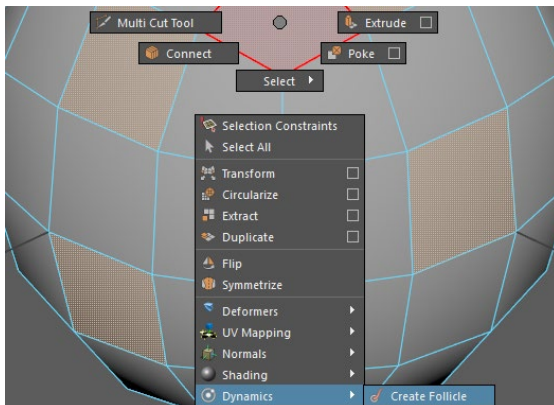 Multi Cut Tool
Extrude
Connect
Poke
Select
Selection Constraints
Select All
Transform
Circularize
Extract
Duplicate
Flip
Symmetrize
Deformers
UV Mapping
Normals
Shading
Dynamics
Create Follicle